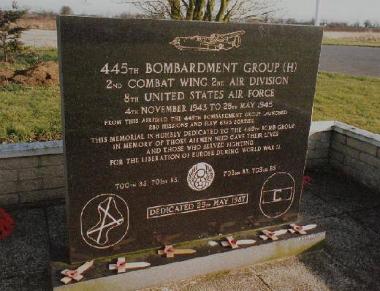 445TH BOMBARDMENT GROUP (H)
2ND COMBAT WING 2ND AIR DIVISION
8TH UNITED STATES AIR FORCE
4TH NOVEMBER 1943 TO 28TH MAY 1945
FROM THIS AIRFIELD THE 445TH BOMBARDMENT GROUP LAUNCHED
280 MISSIONS AND FLEW SORTIES
THIS MEMORIAL IS HUMBLY DEDICATED BY THE 445TH BOMB GROUP
IN MEMORY OF THOSE AIRMEN WHO GAVE THEIR LIVES
AND THOSE WHO SERVED FIGHTING
FOR THE LIBERATION OF EUROPE DURING WORLD WAR II.
700TH BS. 701ST BS. 702ND BS. 703RD BS.
DEDICATED 25TH MAY 1987